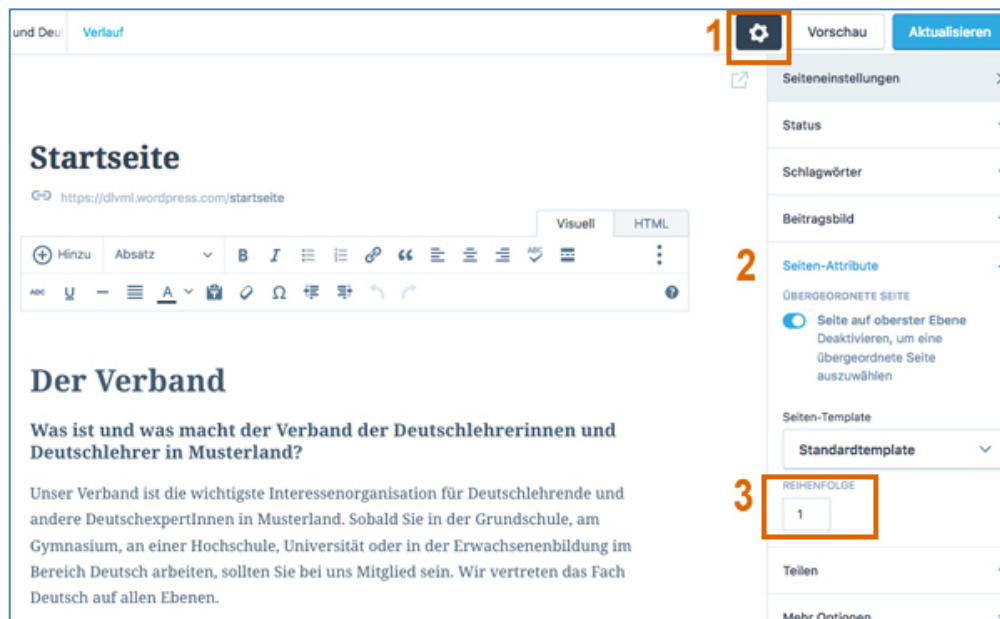 und Deu
Verlauf
1
Vorschau
Aktualisieren
Seiteneinstellungen
Status
Startseite
Schlagwörter
https://dlvml.wordpress.com/startseite
Beitragsbild
Visuell
HTML
Hinzu
Absatz
B
I
ABC
2
Seiten-Attribute
ABC
U
A
Ω
ÜBERGEORDNETE SEITE
Seite auf oberster Ebene
Deaktivieren, um eine
übergeordnete Seite
auszuwählen
Der Verband
Seiten-Template
Was ist und was macht der Verband der Deutschlehrerinnen und
Deutschlehrer in Musterland?
Standardtemplate
3
REIHENFOLGE
1
Unser Verband ist die wichtigste Interessenorganisation für Deutschlehrende und
andere DeutschexpertInnen in Musterland. Sobald Sie in der Grundschule, am
Gymnasium, an einer Hochschule, Universität oder in der Erwachsenenbildung im
Bereich Deutsch arbeiten, sollten Sie bei uns Mitglied sein. Wir vertreten das Fach
Deutsch auf allen Ebenen.
Teilen
Mehr Optionen